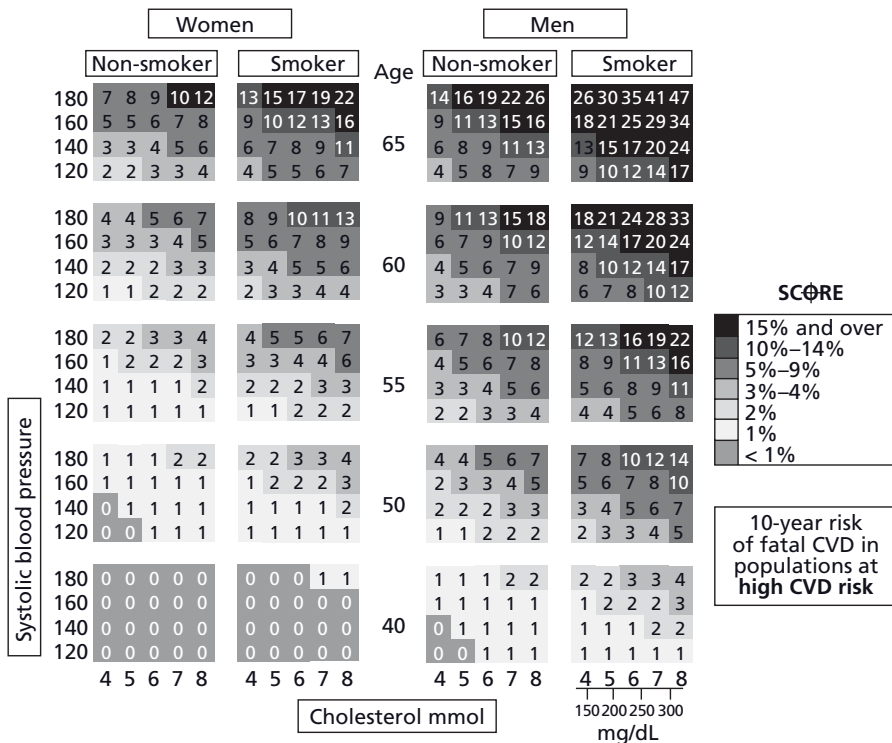 Women Men
Non-smoker Smoker Age Non-smoker Smoker
180 7 8 9 10 12 13 15 17 19 22 14 16 19 22 26 26 30 35 41 47
160 5 5 6 7 8 9 10 12 13 16 9 11 13 15 16 18 21 25 29 34
140 3 3 4 5 6 6 7 8 9 11 65 6 8 9 11 13 13 15 17 20 24
120 2 2 3 3 4 4 5 5 6 7 4 5 8 7 9 9 10 12 14 17
180 4 4 5 6 7 8 9 10 11 13 9 11 13 15 18 18 21 24 28 33
160 3 3 3 4 5 5 6 7 8 9 6 7 9 10 12 12 14 17 20 24
140 2 2 2 3 3 3 4 5 5 6 60 4 5 6 7 9 8 10 12 14 17
120 1 1 2 2 2 2 3 3 4 4 3 3 4 7 6 6 7 8 10 12
180 2 2 3 3 4 4 5 5 6 7 6 7 8 10 12 12 13 16 19 22
160 1 2 2 2 3 3 3 4 4 6 4 5 6 7 8 8 9 11 13 16
140 1 1 1 1 2 2 2 2 3 3 55 3 3 4 5 6 5 6 8 9 11
120 1 1 1 1 1 1 1 2 2 2 2 2 3 3 4 4 4 5 6 8
180 1 1 1 2 2 2 2 3 3 4 4 4 5 6 7 7 8 10 12 14
160 1 1 1 1 1 1 2 2 2 3 2 3 3 4 5 5 6 7 8 10
140 0 1 1 1 1 1 1 1 1 2 50 2 2 2 3 3 3 4 5 6 7
120 0 0 1 1 1 1 1 1 1 1 1 1 2 2 2 2 3 3 4 5
180 0 0 0 0 0 0 0 0 1 1 1 1 1 2 2 2 2 3 3 4
160 0 0 0 0 0 0 0 0 0 0 1 1 1 1 1 1 2 2 2 3
140 0 0 0 0 0 0 0 0 0 0 40 0 1 1 1 1 1 1 1 2 2
120 0 0 0 0 0 0 0 0 0 0 0 0 1 1 1 1 1 1 1 1
4 5 6 7 8 4 5 6 7 8 4 5 6 7 8 4 5 6 7 8
Cholesterol mmol
150 200 250 300
mg/dL
Systolic blood pressure
SCORE
15% and over
10%–14%
5%–9%
3%–4%
2%
1%
< 1%
10-year risk
of fatal CVD in
populations at
high CVD risk